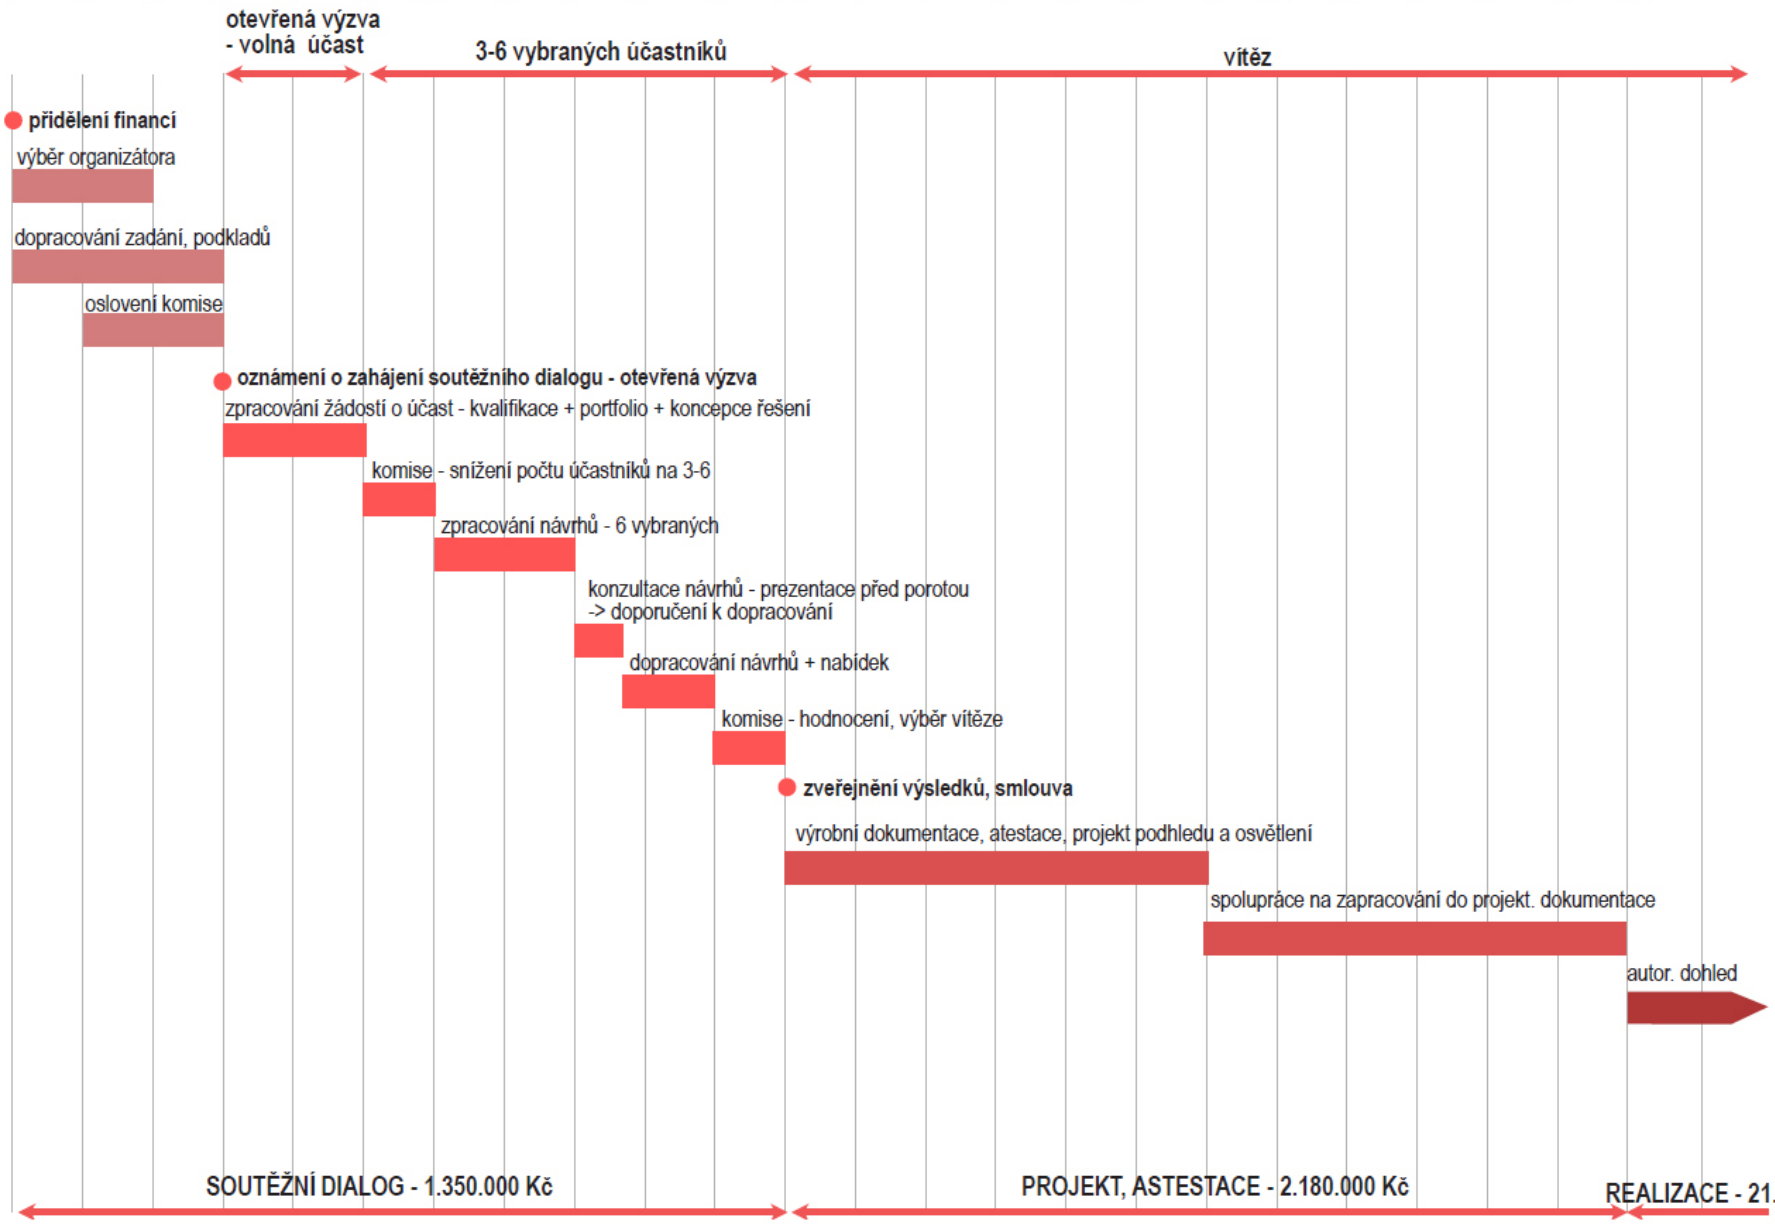 otevřená výzva
- volná účast
3-6 vybraných účastníků
vítěz
přidělení financí
výběr organizátora
dopracování zadání, podkladů
oslovení komise
oznámení o zahájení soutěžního dialogu - otevřená výzva
zpracování žádostí o účast - kvalifikace + portfolio + koncepce řešení
komise - snížení počtu účastníků na 3-6
zpracování návrhů - 6 vybraných
konzultace návrhů - prezentace před porotou
-> doporučení k dopracování
dopracování návrhů + nabídek
komise - hodnocení, výběr vítěze
zveřejnění výsledků, smlouva
výrobní dokumentace, atestace, projekt podhledu a osvětlení
spolupráce na zapracování do projekt. dokumentace
autor. dohled
SOUTĚŽNÍ DIALOG - 1.350.000 Kč
PROJEKT, ASTESTACE - 2.180.000 Kč
REALIZACE - 21.